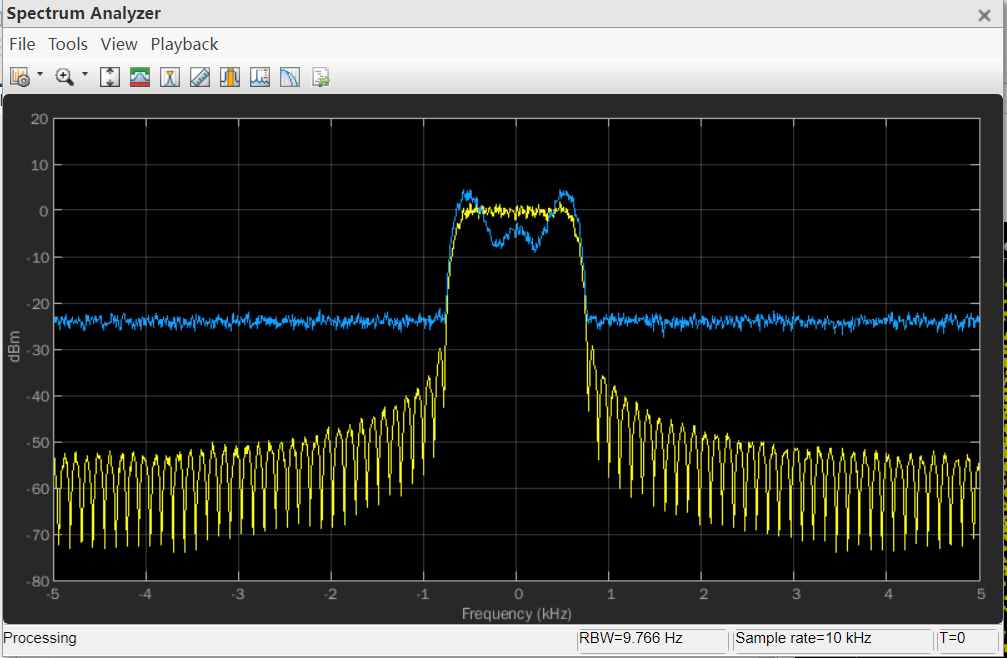 Spectrum Analyzer
File Tools View Playback
20
10
0
-10
-20
-30
-40
-50
-60
-70
-80
dBm
-5 -4 -3 -2 -1 0 1 2 3 4 5
Frequency (kHz)
Processing RBW=9.766 Hz Sample rate=10 kHz T=0